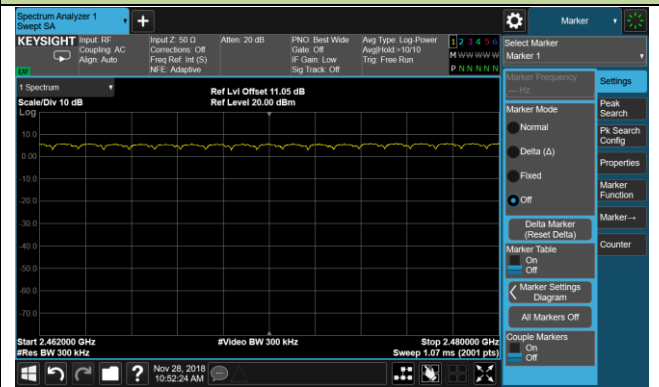 Spectrum Analyzer 1
Swept SA
Marker
KEYSIGHT
Input: RF
Coupling: AC
Align: Auto
Input Z: 50 Ω
Corrections: Off
Freq Ref: Int (S)
NFE: Adaptive
Atten: 20 dB
PNO: Best Wide
Gate: Off
IF Gain: Low
Sig Track: Off
Avg Type: Log-Power
Avg|Hold:>10/10
Trig: Free Run
1 2 3 4 5 6
M W W W W W
P N N N N N
Select Marker
Marker 1
1 Spectrum
Scale/Div 10 dB
Log
Ref Lvl Offset 11.05 dB
Ref Level 20.00 dBm
10.0
0.00
-10.0
-20.0
-30.0
-40.0
-50.0
-60.0
-70.0
Start 2.462000 GHz
#Res BW 300 kHz
#Video BW 300 kHz
Stop 2.480000 GHz
Sweep 1.07 ms (2001 pts)
Marker Frequency
--- Hz
Marker Mode
Normal
Delta (Δ)
Fixed
Off
Delta Marker
(Reset Delta)
Marker Table
On
Off
Marker Settings
Diagram
All Markers Off
Couple Markers
On
Off
Settings
Peak
Search
Pk Search
Config
Properties
Marker
Function
Marker→
Counter
Nov 28, 2018
10:52:24 AM